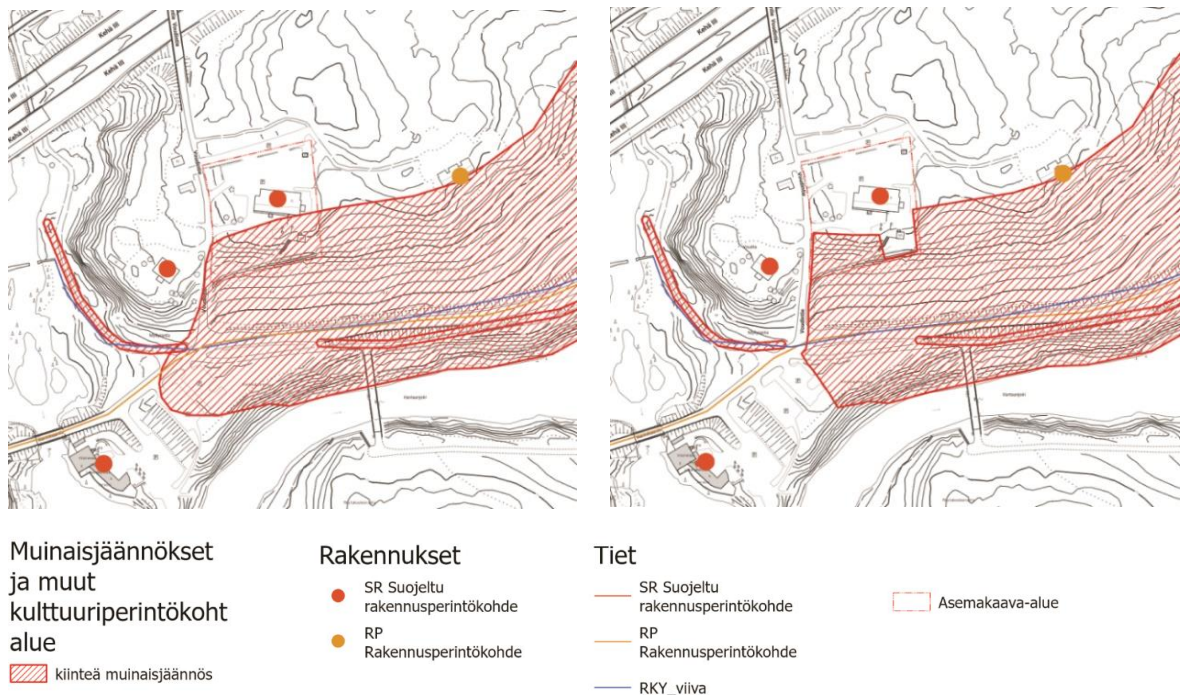 Kehä III
Kehä III
Kehä III
Kehä III
Muinaisjäännökset
ja muut
kulttuuriperintökoht
alue
kiinteä muinaisjäännös
Rakennukset
SR Suojeltu
rakennusperintökohde
RP
Rakennusperintökohde
Tiet
SR Suojeltu
rakennusperintökohde
RP
Rakennusperintökohde
RKY_viiva
Asemakaava-alue